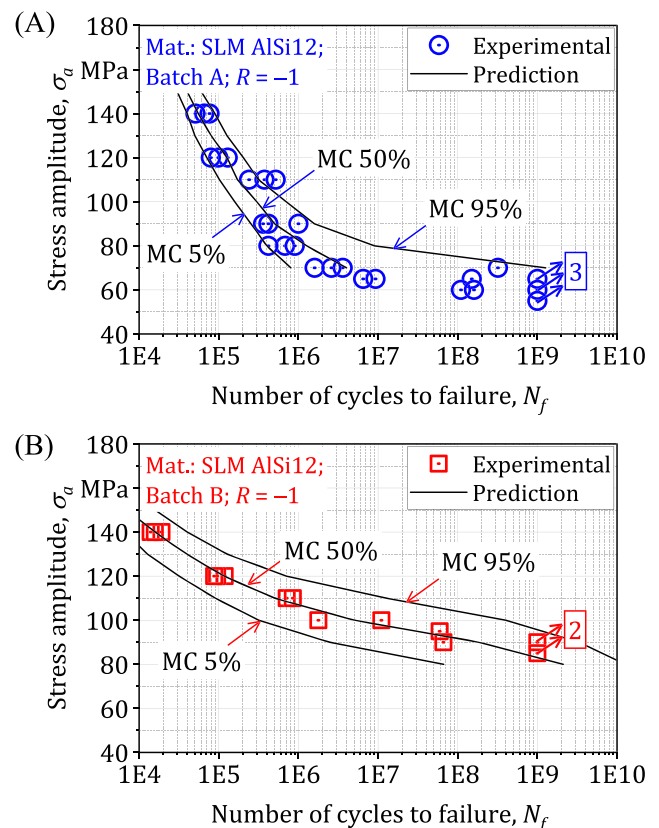 (A)
180
MPa
140
120
100
80
60
40
Stress amplitude, σa
Mat.: SLM AlSi12;
Batch A; R = −1
Experimental
Prediction
MC 50%
MC 95%
MC 5%
3
1E4 1E5 1E6 1E7 1E8 1E9 1E10
Number of cycles to failure, Nf
(B)
180
MPa
140
120
100
80
60
40
Stress amplitude, σa
Mat.: SLM AlSi12;
Batch B; R = −1
Experimental
Prediction
MC 50%
MC 95%
MC 5%
2
1E4 1E5 1E6 1E7 1E8 1E9 1E10
Number of cycles to failure, Nf